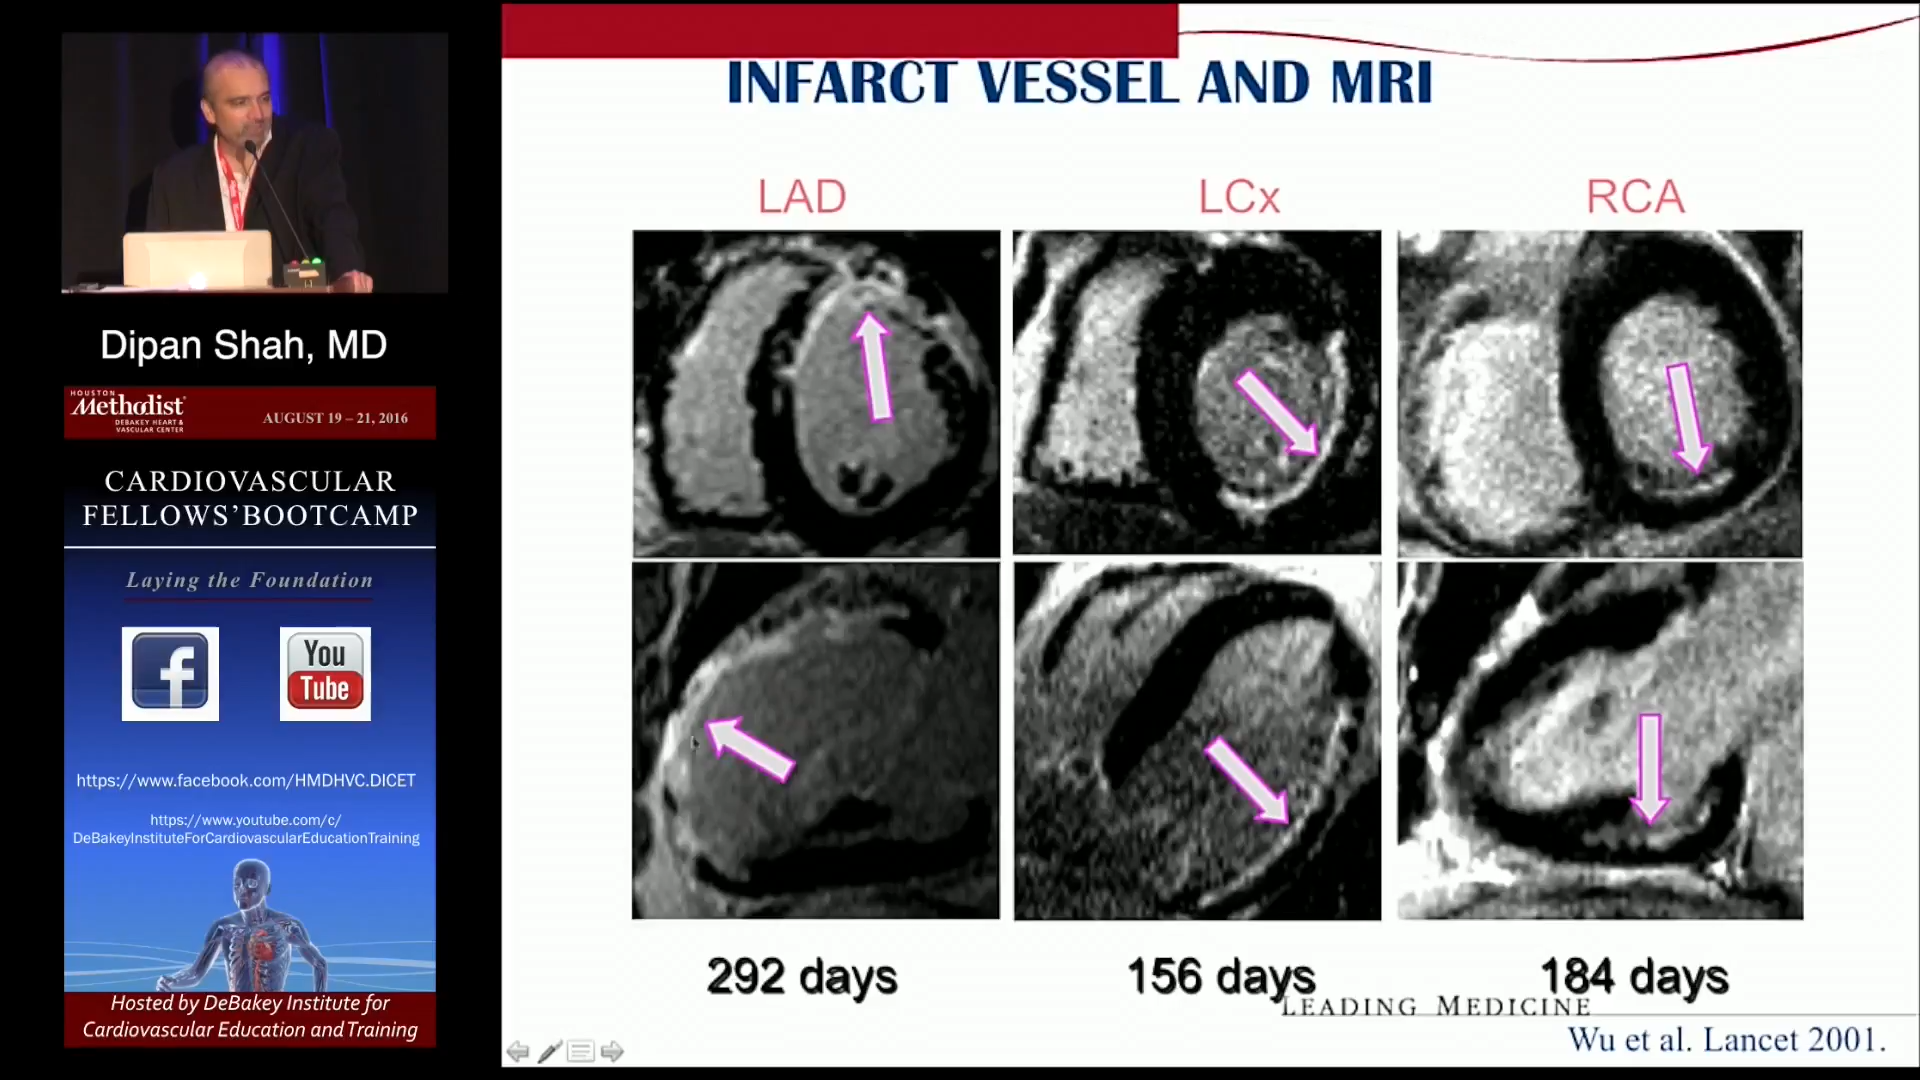 INFARCT VESSEL AND MRI
LAD
LCx
RCA
292 days
156 days
184 days
LEADING MEDICINE
Wu et al. Lancet 2001.
Dipan Shah, MD
HOUSTON
Methodist
DEBAKEY HEART &
VASCULAR CENTER
AUGUST 19 – 21, 2016
CARDIOVASCULAR
FELLOWS'BOOTCAMP
Laying the Foundation
f
You
Tube
https://www.facebook.com/HMDHVC.DICET
https://www.youtube.com/c/
DeBakeyInstituteForCardiovascularEducationTraining
Hosted by DeBakey Institute for
Cardiovascular Education and Training